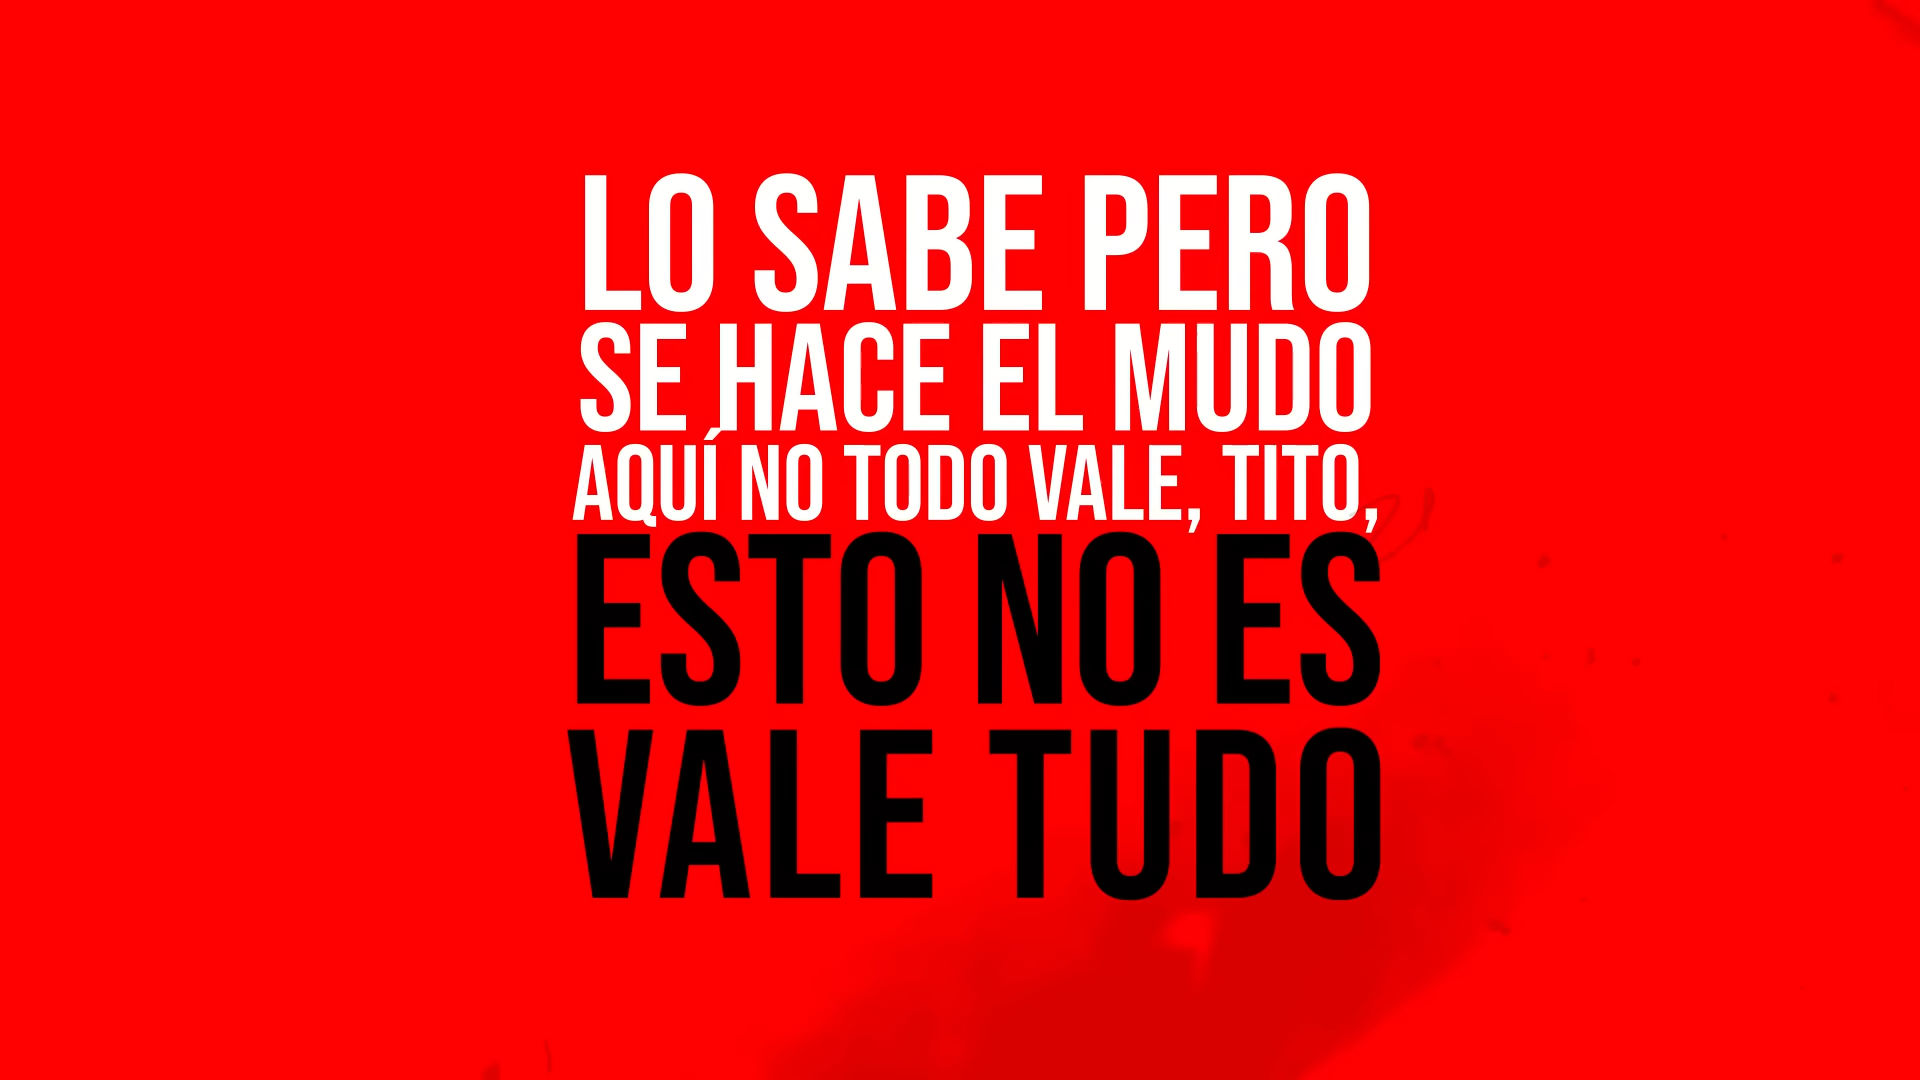 LO SABE PERO
SE HACE EL MUDO
AQUÍ NO TODO VALE, TITO,
ESTO NO ES
VALE TUDO